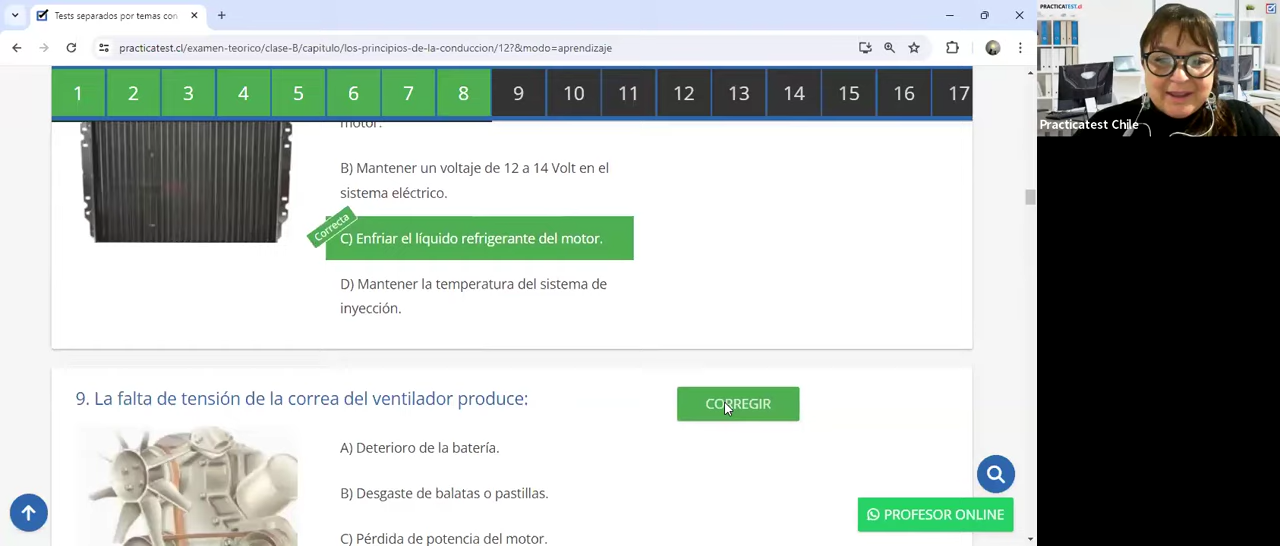 Tests separados por temas con
practicatest.cl/examen-teorico/clase-B/capitulo/los-principios-de-la-conduccion/12?&modo=aprendizaje
PRACTICATEST.cl
Practicatest Chile
1 2 3 4 5 6 7 8 9 10 11 12 13 14 15 16 17
motor.
B) Mantener un voltaje de 12 a 14 Volt en el
sistema eléctrico.
Correcta
C) Enfriar el líquido refrigerante del motor.
D) Mantener la temperatura del sistema de
inyección.
9. La falta de tensión de la correa del ventilador produce:
CORREGIR
A) Deterioro de la batería.
B) Desgaste de balatas o pastillas.
C) Pérdida de potencia del motor.
PROFESOR ONLINE